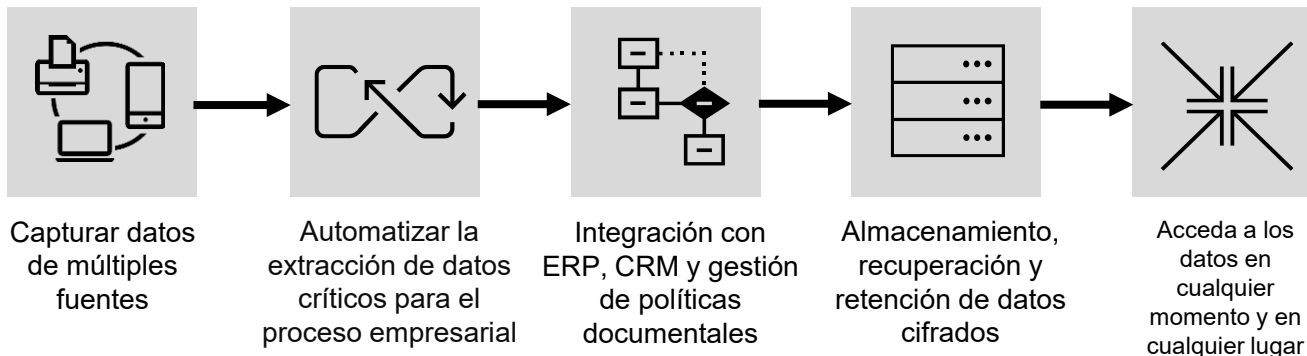 Capturar datos
de múltiples
fuentes
Automatizar la
extracción de datos
críticos para el
proceso empresarial
Integración con
ERP, CRM y gestión
de políticas
documentales
Almacenamiento,
recuperación y
retención de datos
cifrados
Acceda a los
datos en
cualquier
momento y en
cualquier lugar